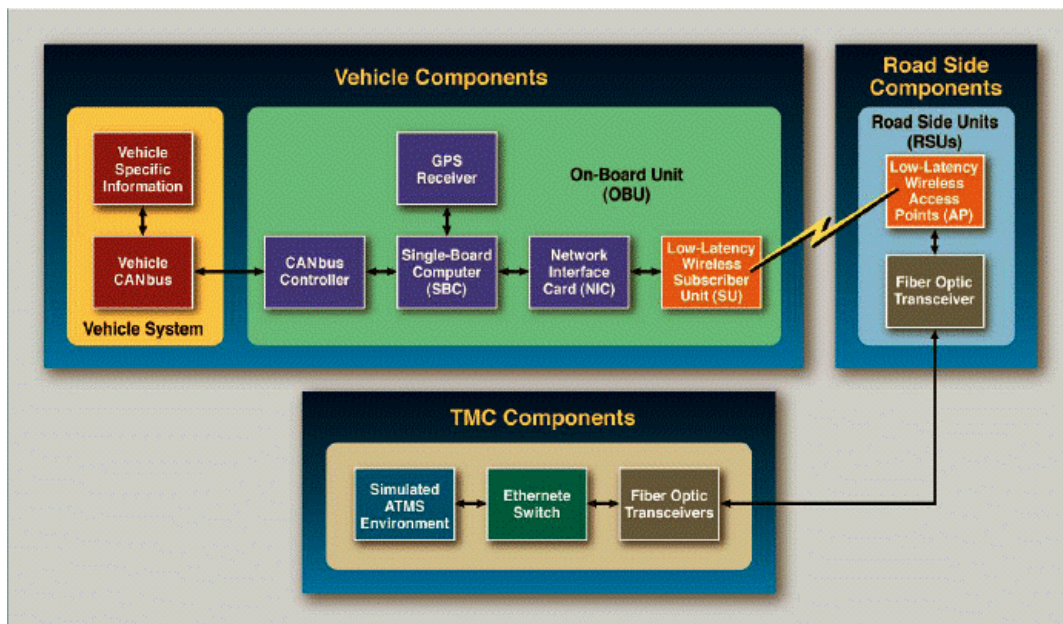 Vehicle Components
Vehicle
Specific
Information
Vehicle
CANbus
Vehicle System
GPS
Receiver
On-Board Unit
(OBU)
CANbus
Controller
Single-Board
Computer
(SBC)
Network
Interface
Card (NIC)
Low-Latency
Wireless
Subscriber
Unit (SU)
Road Side
Components
Road Side Units
(RSUs)
Low-Latency
Wireless
Access
Points (AP)
Fiber Optic
Transceiver
TMC Components
Simulated
ATMS
Environment
Ethernete
Switch
Fiber Optic
Transceivers